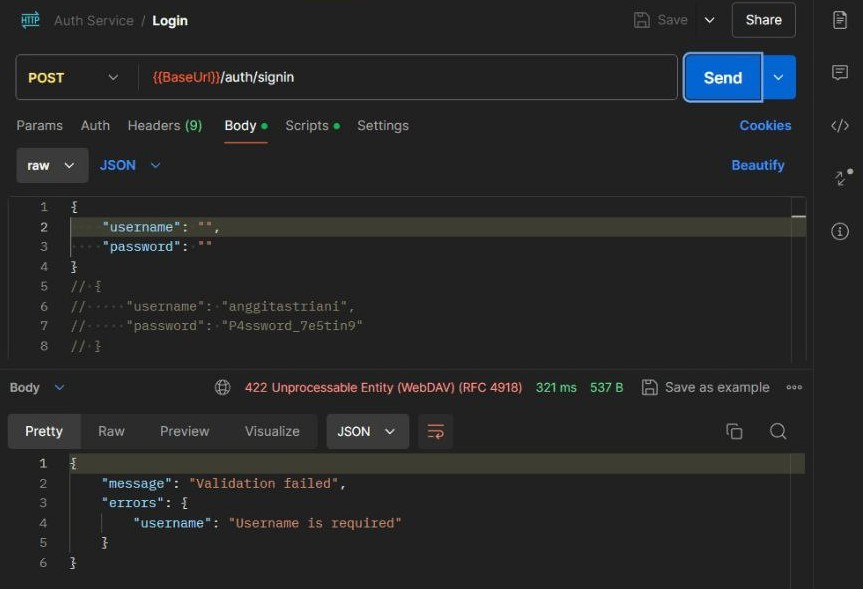 HTTP Auth Service / Login Save Share
POST {{BaseUrl}}/auth/signin Send
Params Auth Headers (9) Body Scripts Settings Cookies
raw JSON Beautify
1 {
2 "username": "",
3 "password": ""
4 }
5 // {
6 // "username": "anggitastriani",
7 // "password": "P4ssword_7e5tin9"
8 // }
Body 422 Unprocessable Entity (WebDAV) (RFC 4918) 321 ms 537 B Save as example
Pretty Raw Preview Visualize JSON
1 {
2 "message": "Validation failed",
3 "errors": {
4 "username": "Username is required"
5 }
6 }